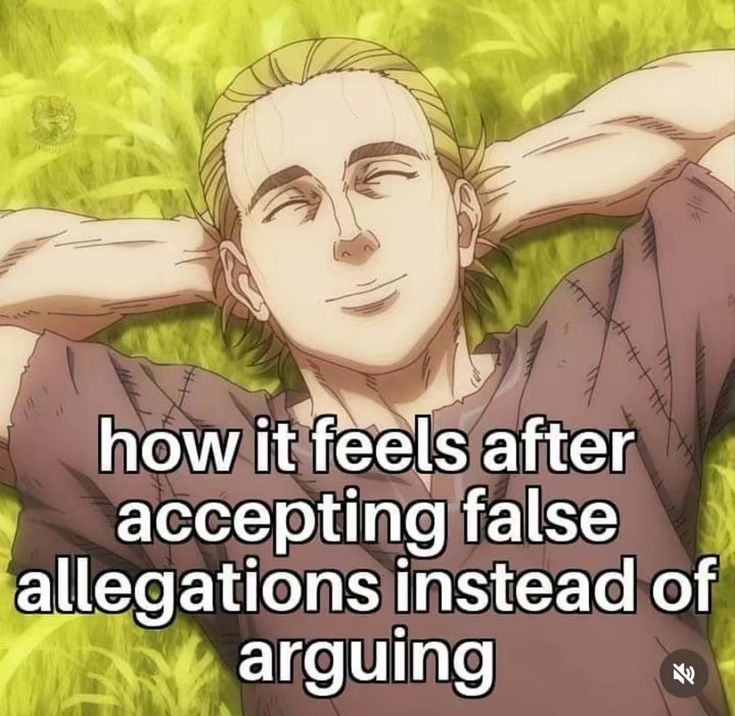 how it feels after
accepting false
allegations instead of
arguing